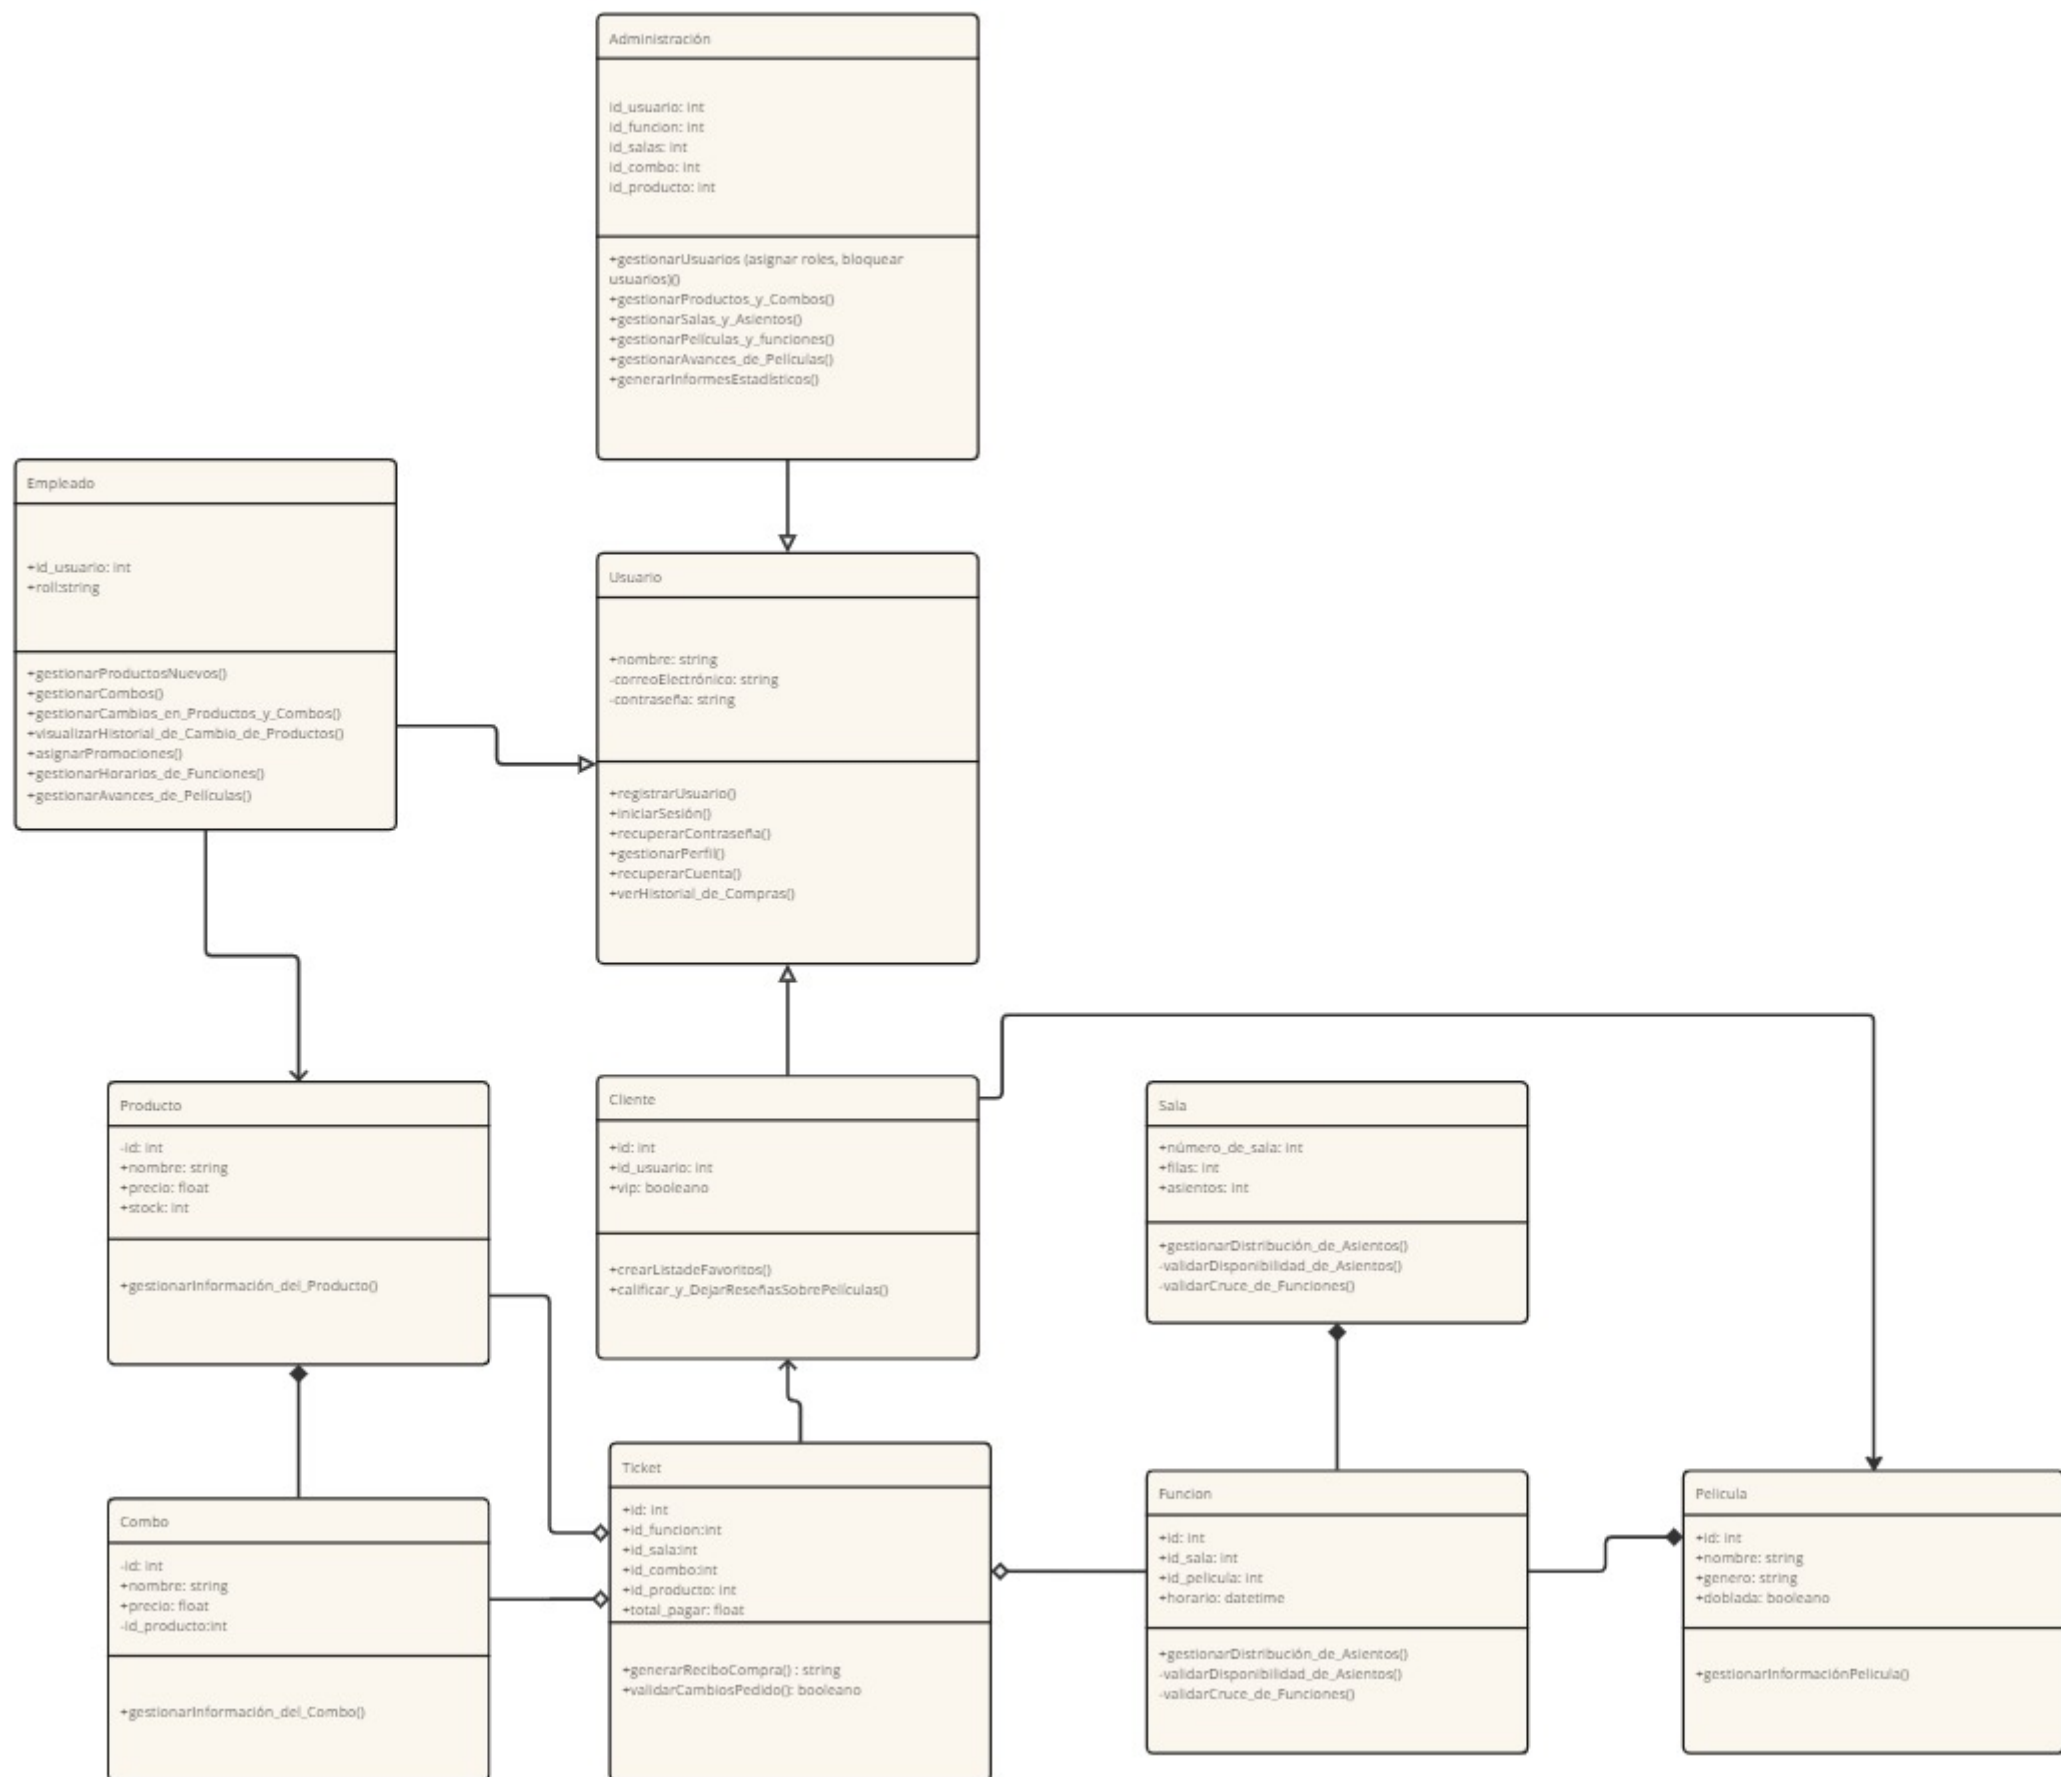 Administración
id_usuario: int
id_funcion: int
id_salas: int
id_combo: int
id_producto: int
+gestionarUsuarios (asignar roles, bloquear
usuarios)()
+gestionarProductos_y_Combos()
+gestionarSalas_y_Asientos()
+gestionarPelículas_y_funciones()
+gestionarAvances_de_Películas()
+generarInformesEstadísticos()
Empleado
+id_usuario: int
+roll:string
+gestionarProductosNuevos()
+gestionarCombos()
+gestionarCambios_en_Productos_y_Combos()
+visualizarHistorial_de_Cambio_de_Productos()
+asignarPromociones()
+gestionarHorarios_de_Funciones()
+gestionarAvances_de_Películas()
Usuario
+nombre: string
-correoElectrónico: string
-contraseña: string
+registrarUsuario()
+iniciarSesión()
+recuperarContraseña()
+gestionarPerfil()
+recuperarCuenta()
+verHistorial_de_Compras()
Producto
-id: int
+nombre: string
+precio: float
+stock: int
+gestionarInformación_del_Producto()
Cliente
+id: int
+id_usuario: int
+vip: booleano
+crearListadeFavoritos()
+calificar_y_DejarReseñasSobrePelículas()
Sala
+número_de_sala: int
+filas: int
+asientos: int
+gestionarDistribución_de_Asientos()
-validarDisponibilidad_de_Asientos()
-validarCruce_de_Funciones()
Combo
-id: int
+nombre: string
+precio: float
-id_producto:int
+gestionarInformación_del_Combo()
Ticket
+id: int
+id_funcion:int
+id_sala:int
+id_combo:int
+id_producto: int
+total_pagar: float
+generarReciboCompra() : string
+validarCambiosPedido(): booleano
Funcion
+id: int
+id_sala: int
+id_pelicula: int
+horario: datetime
+gestionarDistribución_de_Asientos()
-validarDisponibilidad_de_Asientos()
-validarCruce_de_Funciones()
Pelicula
+id: int
+nombre: string
+genero: string
+doblada: booleano
+gestionarInformaciónPelicula()